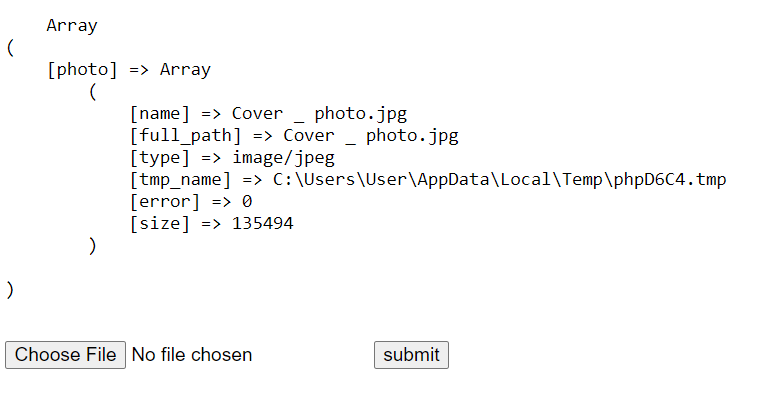 Array
(
[photo] => Array
(
[name] => Cover _ photo.jpg
[full_path] => Cover _ photo.jpg
[type] => image/jpeg
[tmp_name] => C:\Users\User\AppData\Local\Temp\phpD6C4.tmp
[error] => 0
[size] => 135494
)
)
Choose File No file chosen submit